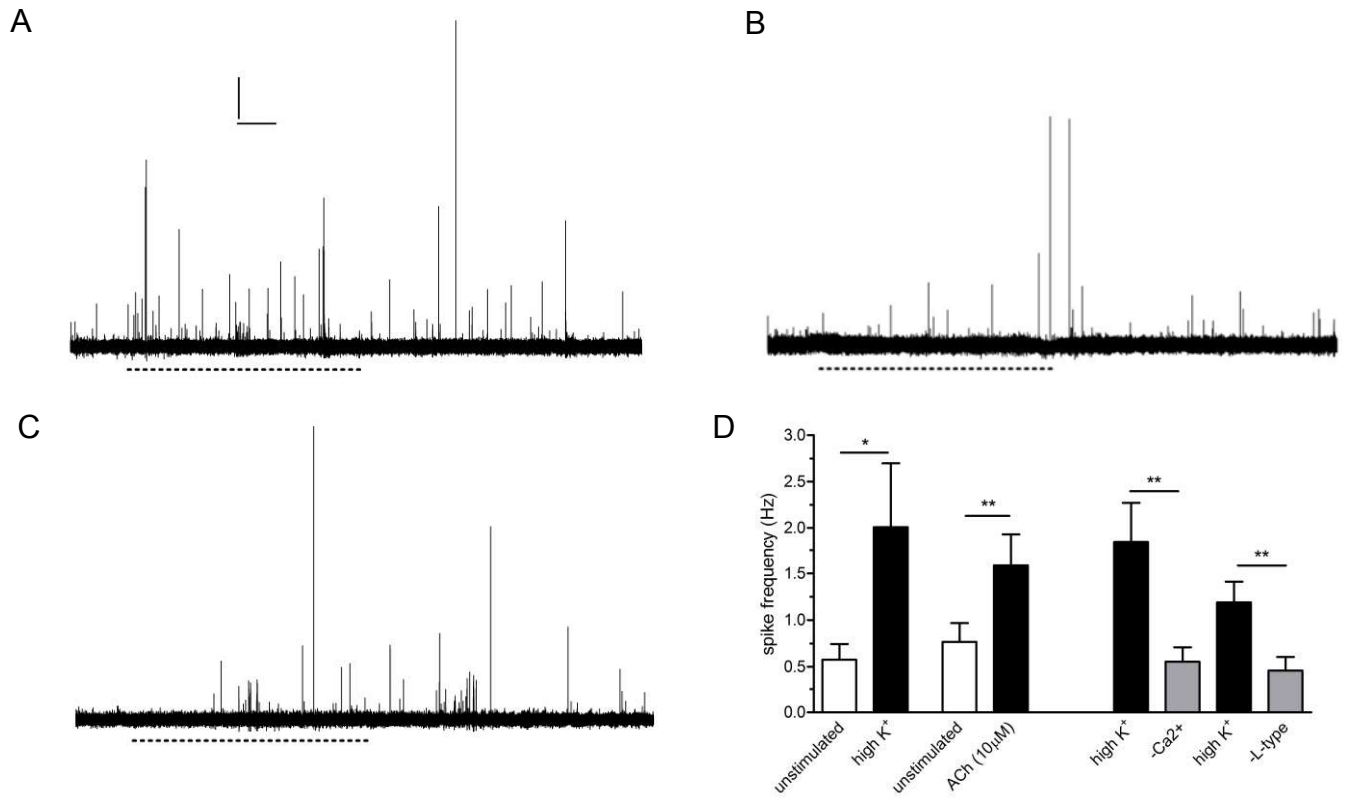 A
B
C
D
3.0
2.5
2.0
1.5
1.0
0.5
0.0
spike frequency (Hz)
*
**
**
**
unstimulated
high K⁺
unstimulated
ACh (10μM)
high K⁺
-Ca2+
high K⁺
-L-type